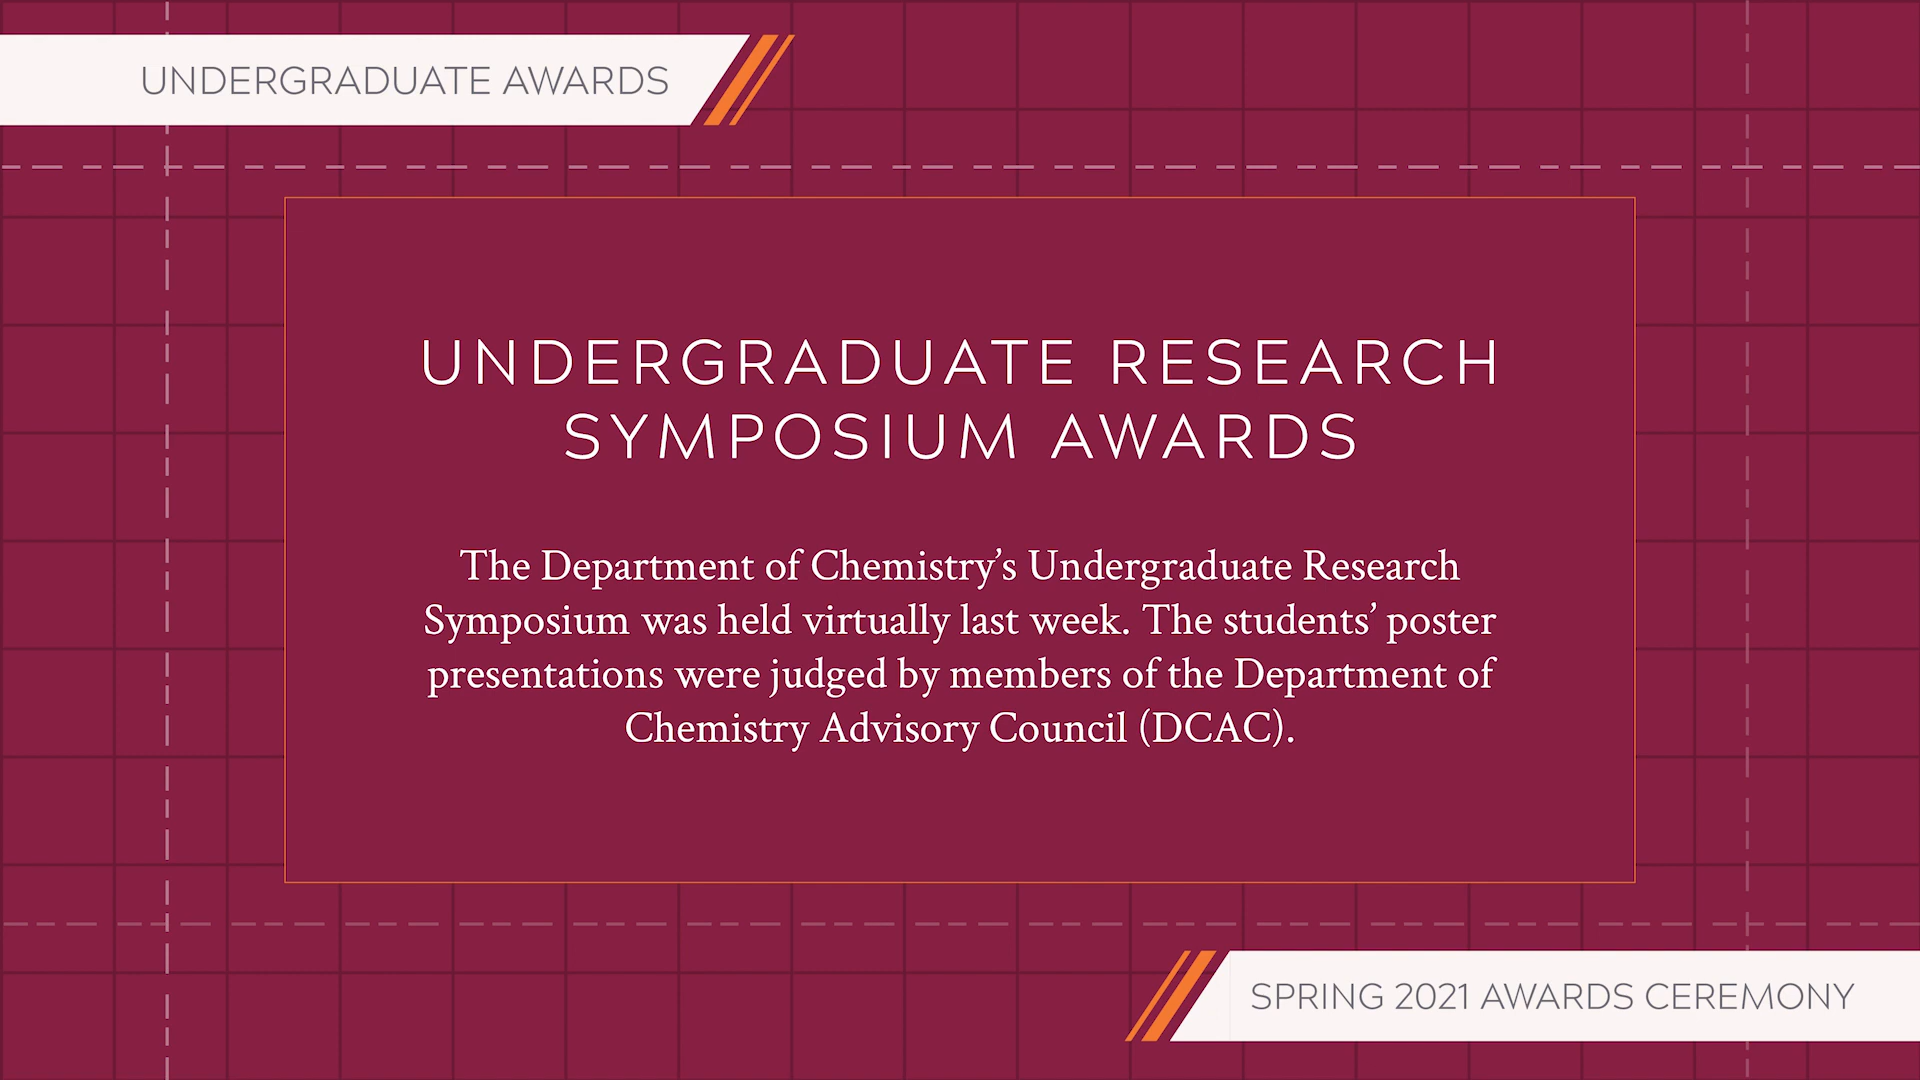 UNDERGRADUATE AWARDS
UNDERGRADUATE RESEARCH
SYMPOSIUM AWARDS
The Department of Chemistry’s Undergraduate Research
Symposium was held virtually last week. The students’ poster
presentations were judged by members of the Department of
Chemistry Advisory Council (DCAC).
SPRING 2021 AWARDS CEREMONY